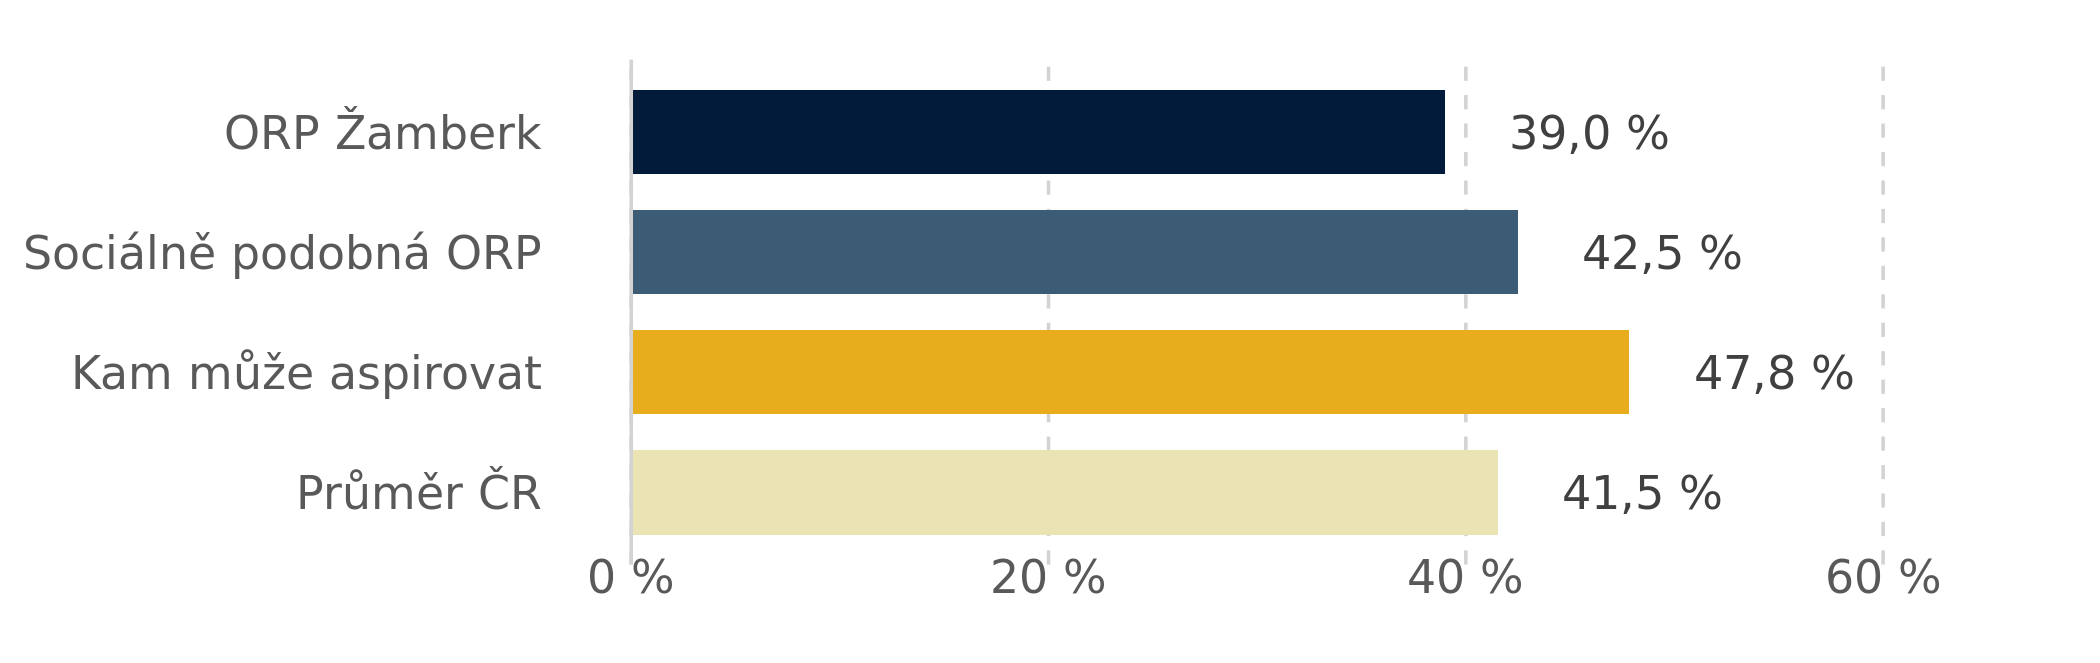 ORP Žamberk 39,0 %
Sociálně podobná ORP 42,5 %
Kam může aspirovat 47,8 %
Průměr ČR 41,5 %
0 % 20 % 40 % 60 %